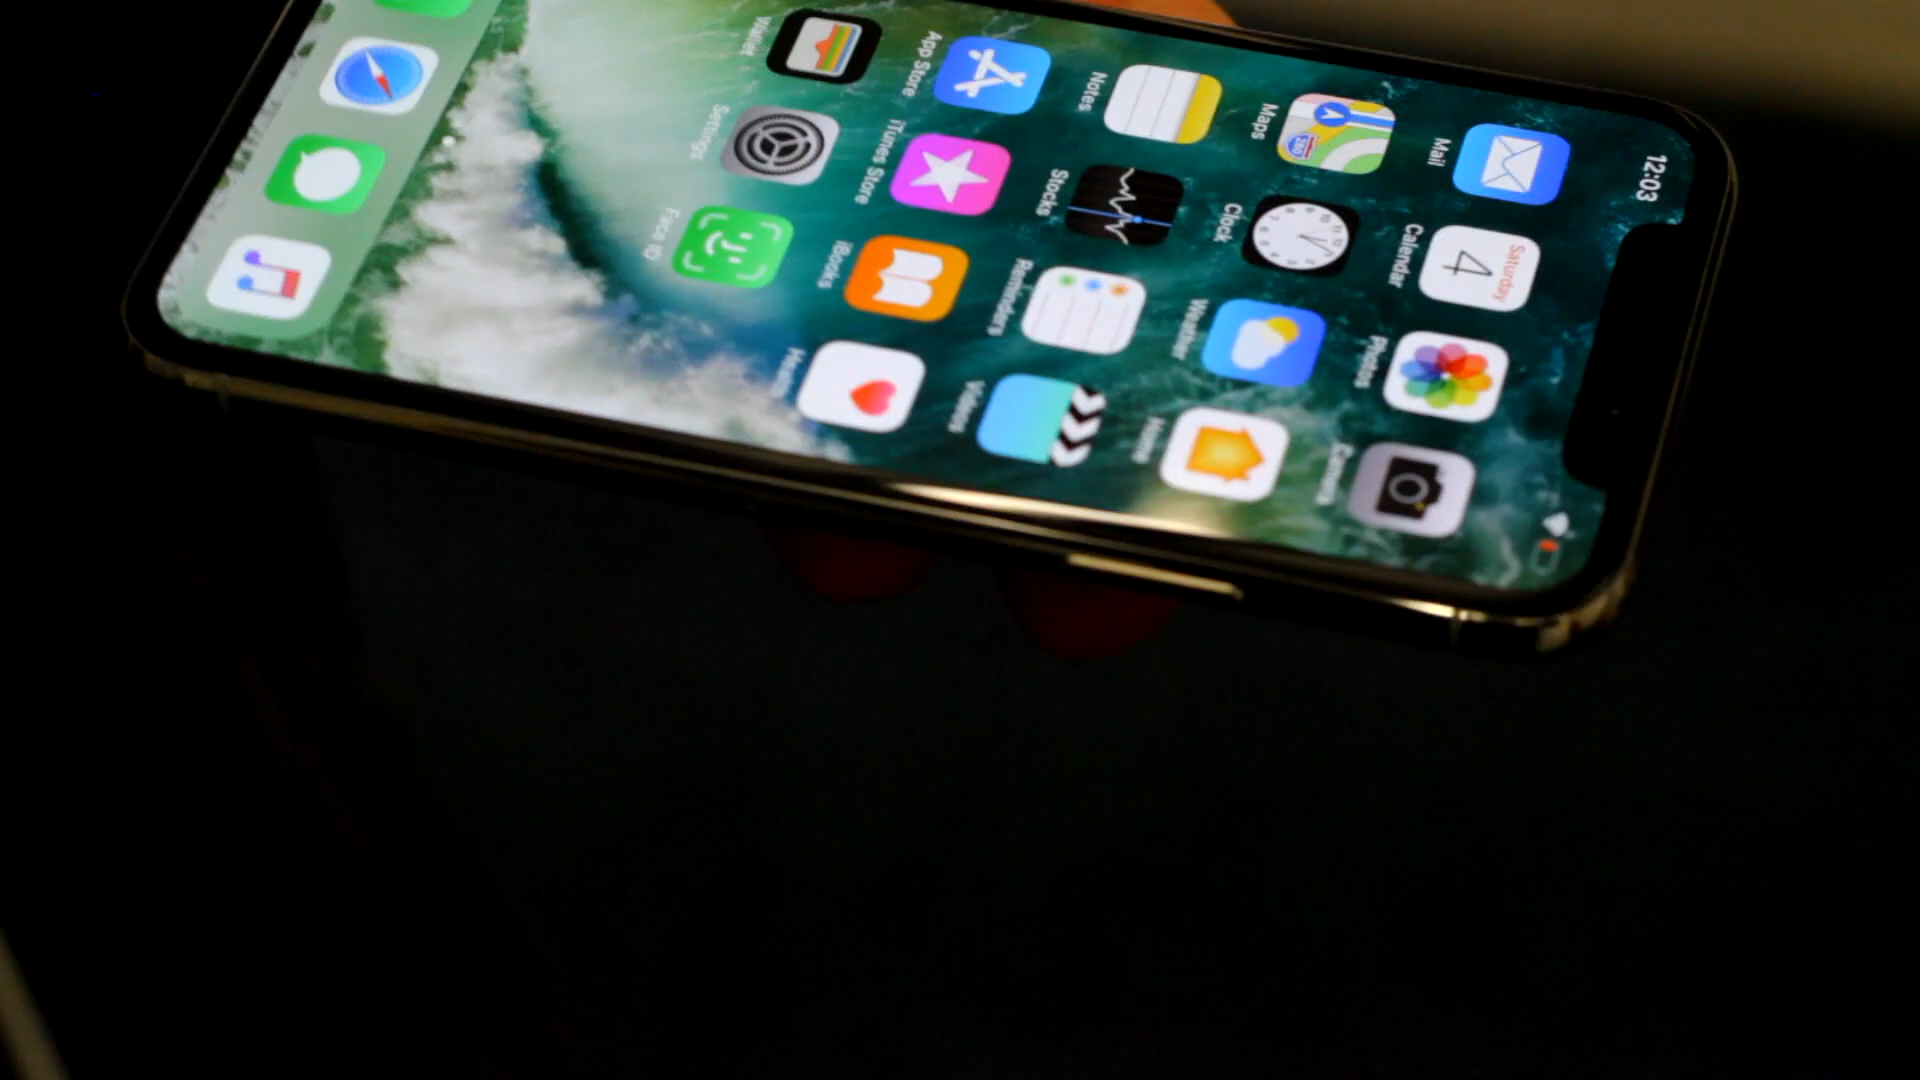 12:03
Mail
Saturday
4
Calendar
Photos
Camera
Maps
280
Clock
Weather
Home
Notes
Stocks
Reminders
Videos
App Store
iTunes Store
iBooks
Wallet
Settings
Face ID